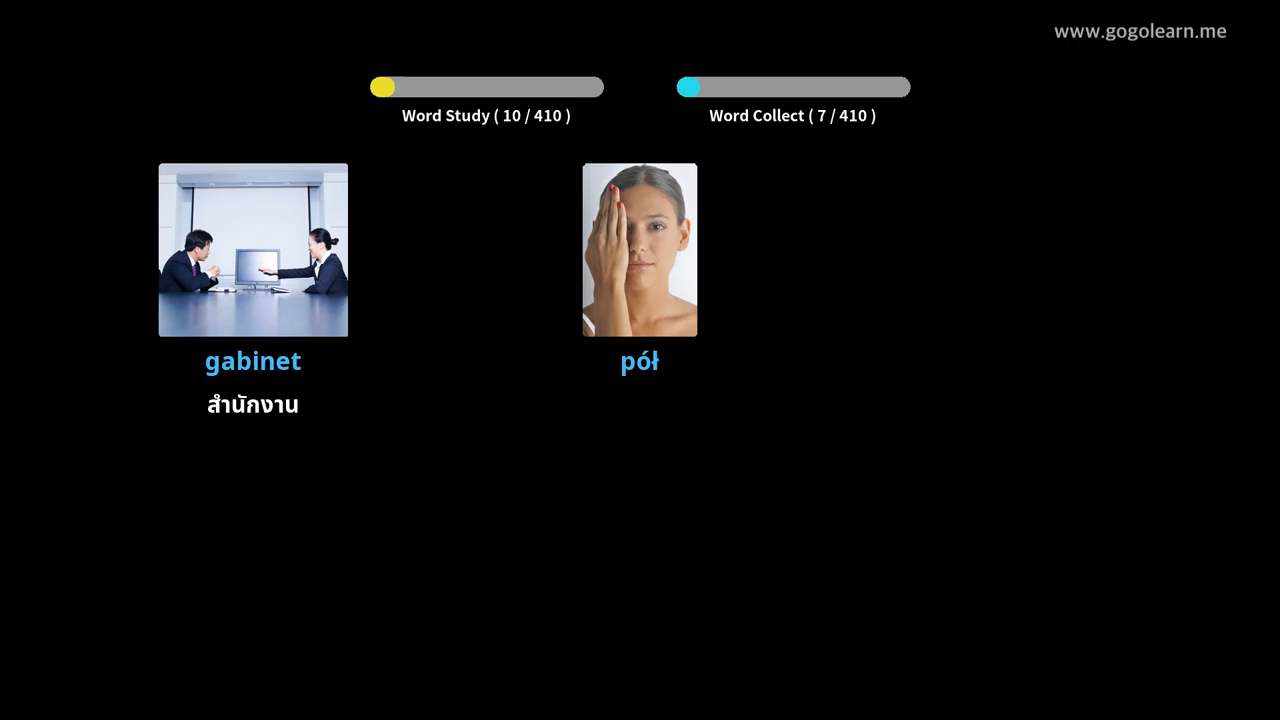 www.gogolearn.me
Word Study ( 10 / 410 )
Word Collect ( 7 / 410 )
gabinet
สำนักงาน
pół